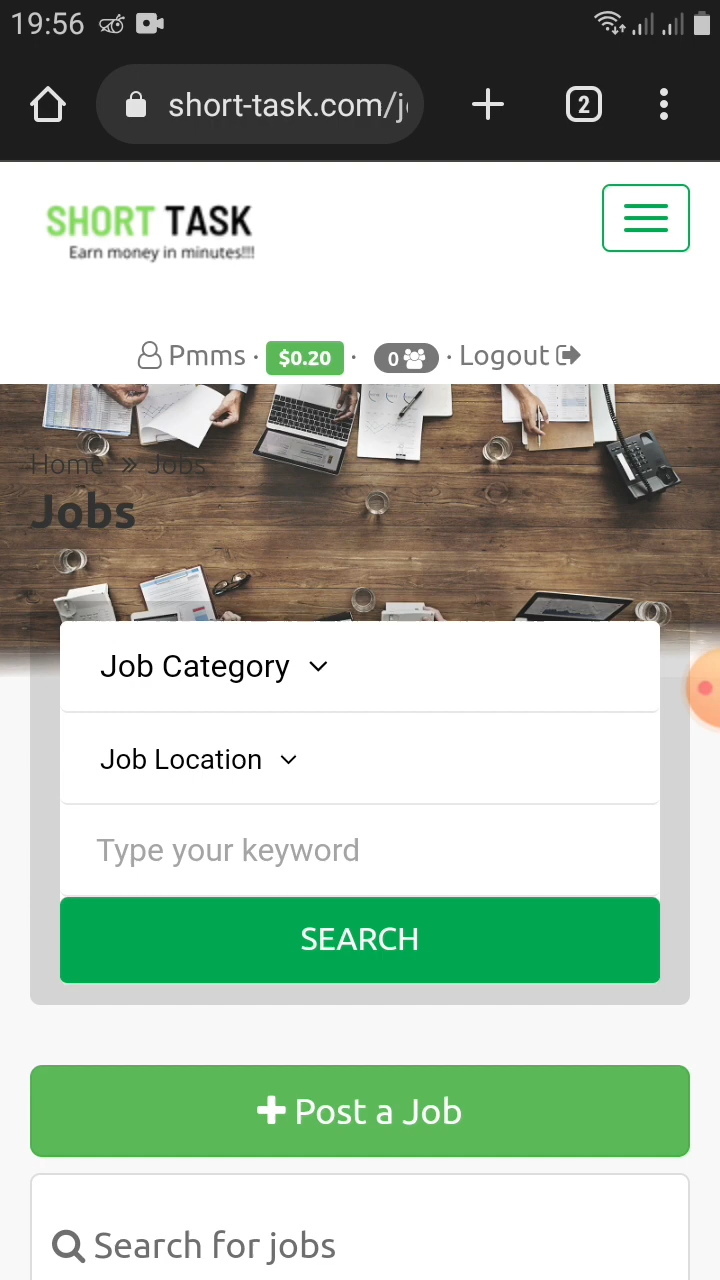 19:56
short-task.com/j
2
SHORT TASK
Earn money in minutes!!!
Pmms · $0.20 · 0 · Logout
Home » Jobs
Jobs
Job Category
Job Location
Type your keyword
SEARCH
Post a Job
Search for jobs